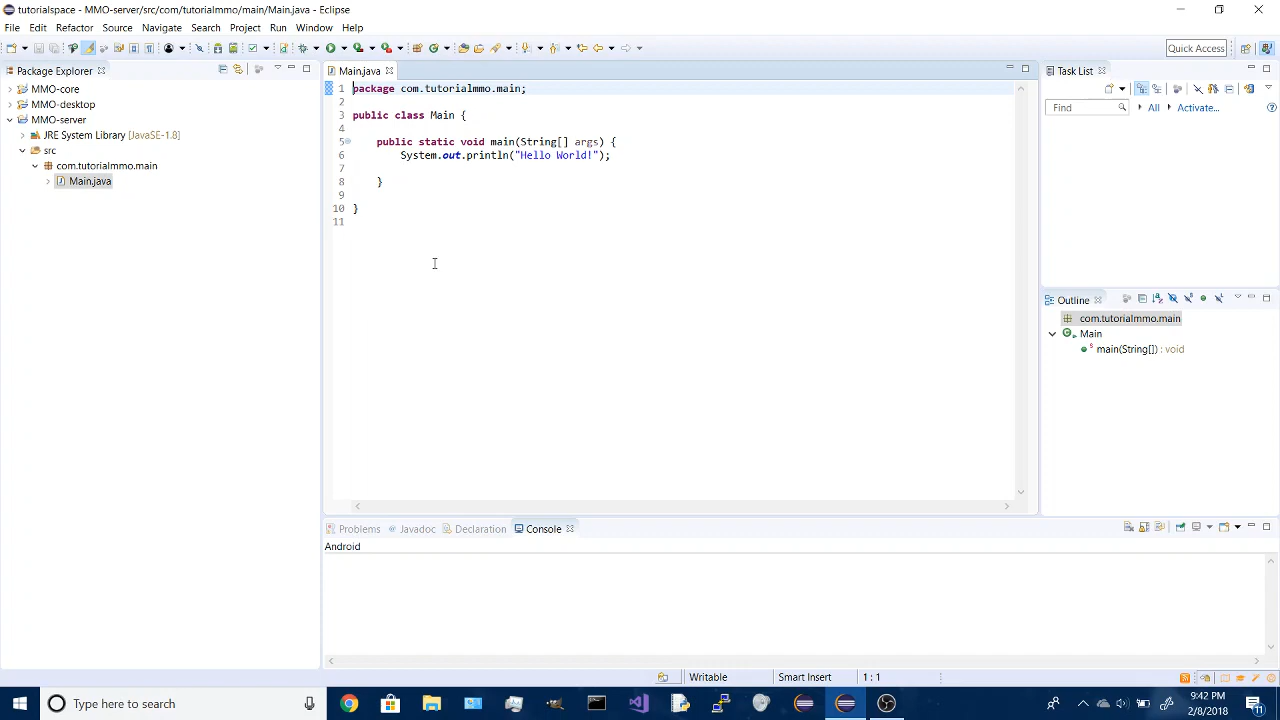 tutorialspace - MMO-server/src/com/tutorialmmo/main/Main.java - Eclipse
File Edit Refactor Source Navigate Search Project Run Window Help
Quick Access
Package Explorer
MMO-core
MMO-desktop
MMO-server
JRE System Library [JavaSE-1.8]
src
com.tutorialmmo.main
Main.java
Main.java
1 package com.tutorialmmo.main;
2
3 public class Main {
4
5 public static void main(String[] args) {
6 System.out.println("Hello World!");
7
8 }
9
10 }
11
Task List
Find All Activate...
Outline
com.tutorialmmo.main
Main
main(String[]) : void
Problems Javadoc Declaration Console
Android
Writable Smart Insert 1 : 1
Type here to search
9:42 PM
2/8/2018
11